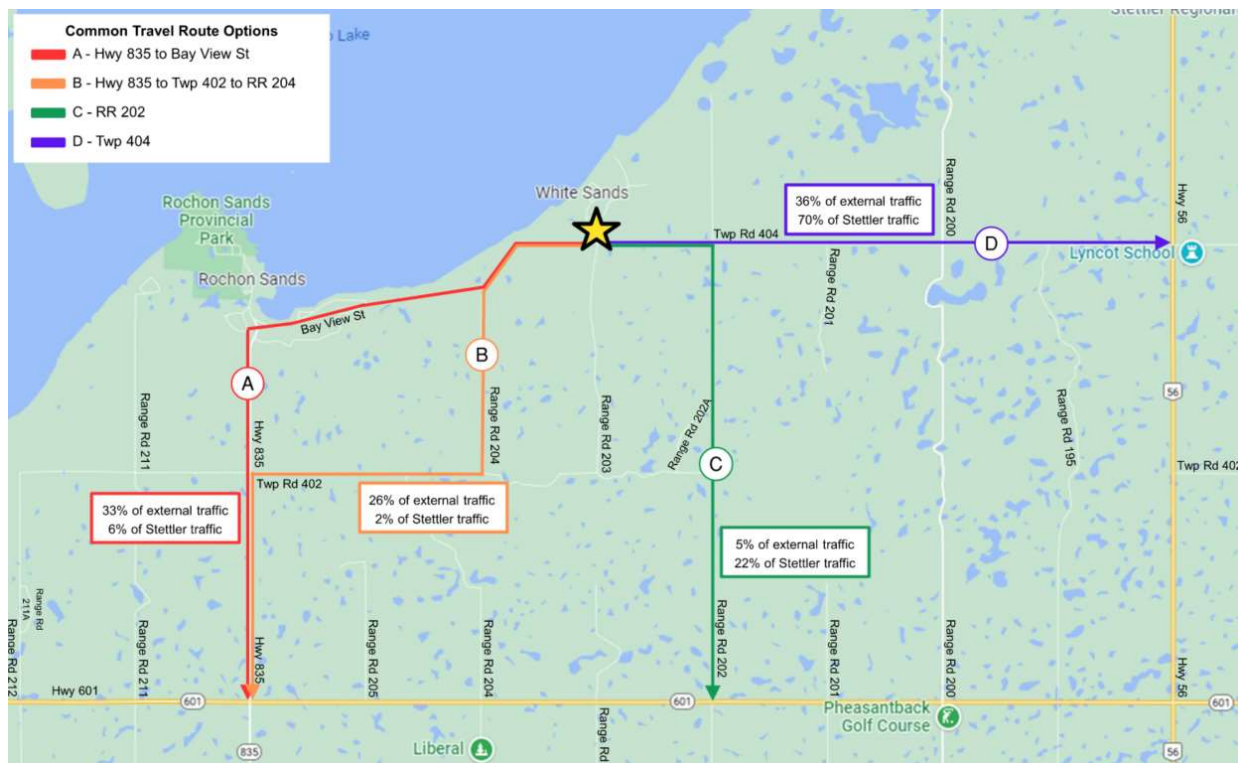 Common Travel Route Options
A - Hwy 835 to Bay View St
B - Hwy 835 to Twp 402 to RR 204
C - RR 202
D - Twp 404
Lake
Stettler Regional
Rochon Sands
Provincial
Park
Rochon Sands
White Sands
Bay View St
36% of external traffic
70% of Stettler traffic
Twp Rd 404
D
Lyncot School
Range Rd 200
Hwy 56
Range Rd 201
B
A
Range Rd 211
Hwy 835
Range Rd 204
Range Rd 203
Range Rd 202A
C
Range Rd 195
56
Twp Rd 402
Twp Rd 402
33% of external traffic
6% of Stettler traffic
26% of external traffic
2% of Stettler traffic
5% of external traffic
22% of Stettler traffic
Range Rd
211A
Range Rd 212
Range Rd 211
Hwy 835
Range Rd 205
Range Rd 204
Range Rd 202
Range Rd 201
Range Rd 200
Hwy 56
Hwy 601
601
601
601
835
Liberal
Range Rd
Pheasantback
Golf Course
56